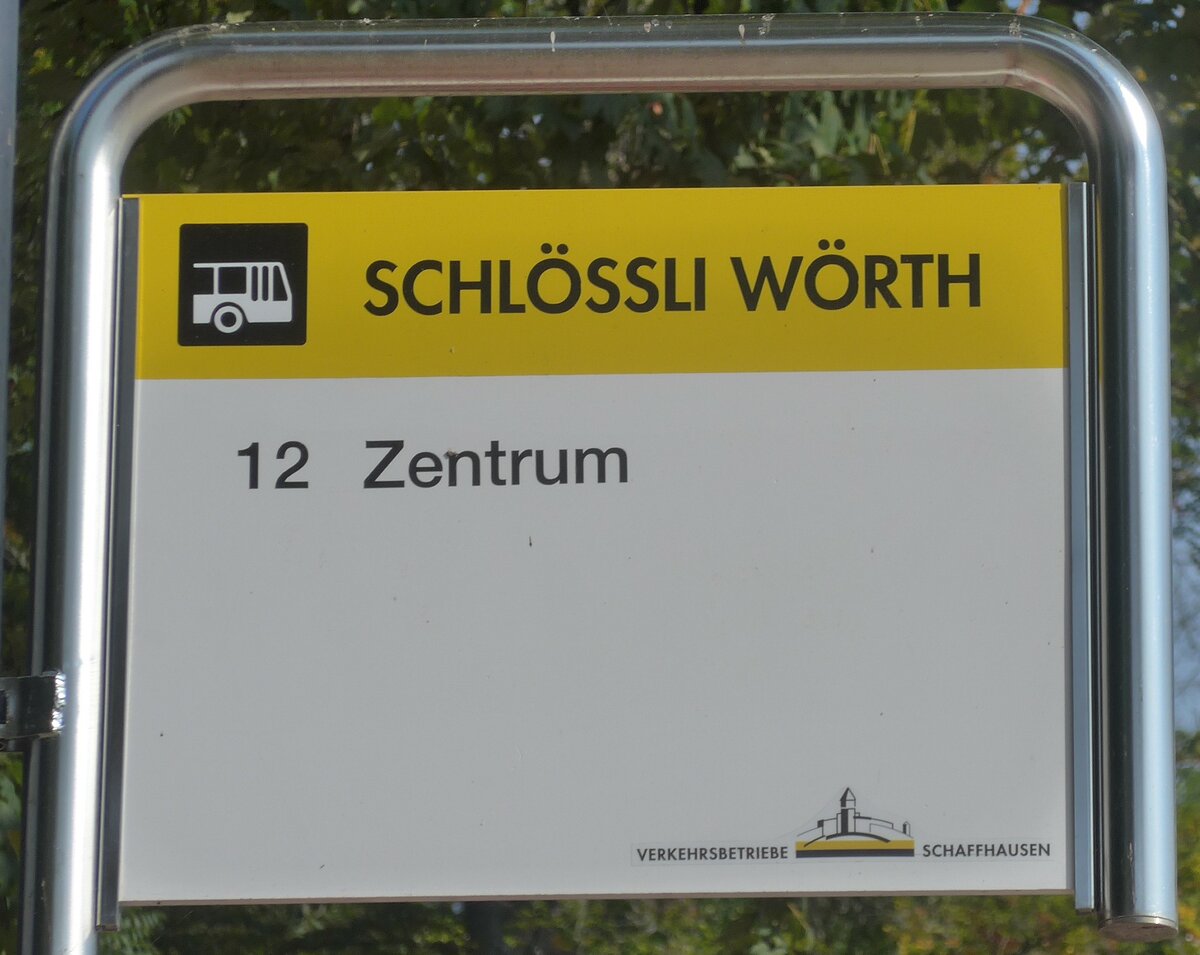 SCHLÖSSLI WÖRTH
12 Zentrum
VERKEHRSBETRIEBE SCHAFFHAUSEN